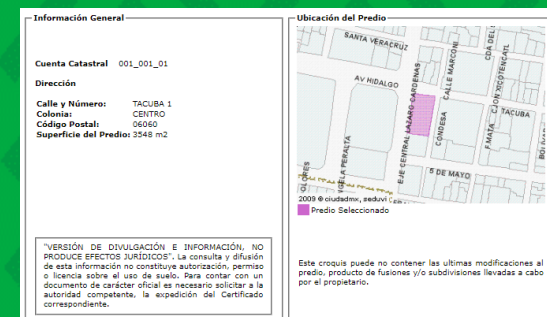 Información General
Cuenta Catastral 001_001_01
Dirección
Calle y Número: TACUBA 1
Colonia: CENTRO
Código Postal: 06060
Superficie del Predio: 3548 m2
"VERSIÓN DE DIVULGACIÓN E INFORMACIÓN, NO
PRODUCE EFECTOS JURÍDICOS". La consulta y difusión
de esta información no constituye autorización, permiso
o licencia sobre el uso de suelo. Para contar con un
documento de carácter oficial es necesario solicitar a la
autoridad competente, la expedición del Certificado
correspondiente.
Ubicación del Predio
SANTA VERACRUZ
AV HIDALGO
EJE CENTRAL LAZARO CARDENAS
CALLE MARCONI
CDA DEL
CJON XICOTENCATL
TACUBA
CONDESA
F.MATA
5 DE MAYO
2009 © ciudadmx, seduvi
Predio Seleccionado
Este croquis puede no contener las ultimas modificaciones al
predio, producto de fusiones y/o subdivisiones llevadas a cabo
por el propietario.